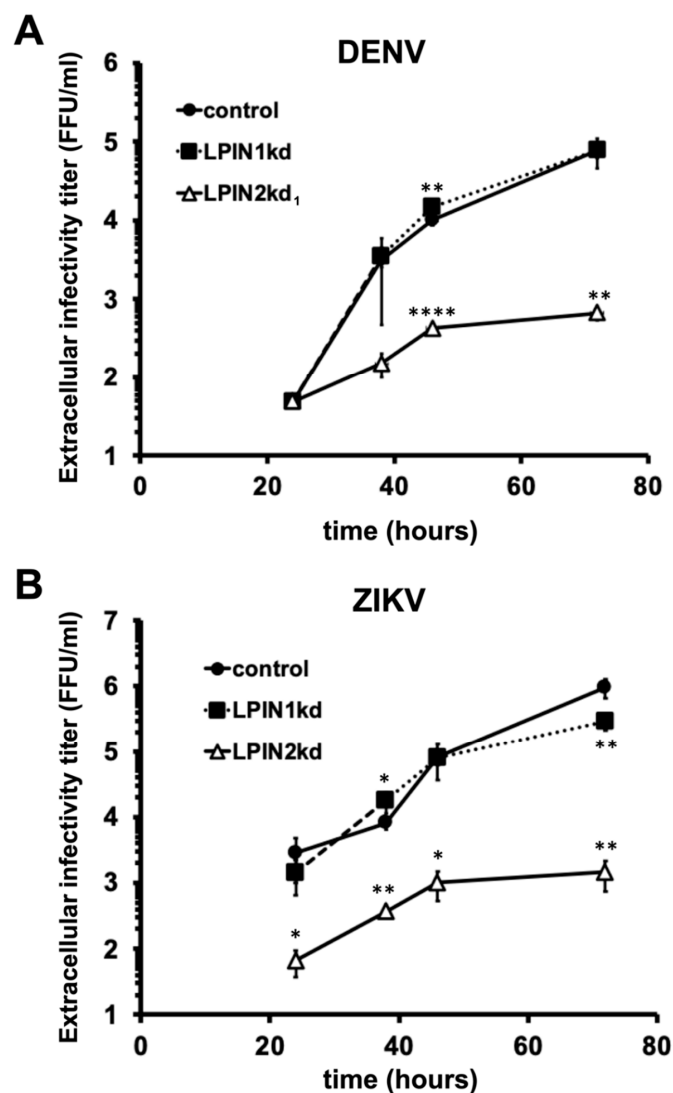 A
DENV
Extracellular infectivity titer (FFU/ml)
6
5
4
3
2
1
control
LPIN1kd
LPIN2kd₁
**
****
**
0
20
40
60
80
time (hours)
B
ZIKV
Extracellular infectivity titer (FFU/ml)
7
6
5
4
3
2
1
control
LPIN1kd
LPIN2kd
*
**
*
**
*
**
0
20
40
60
80
time (hours)